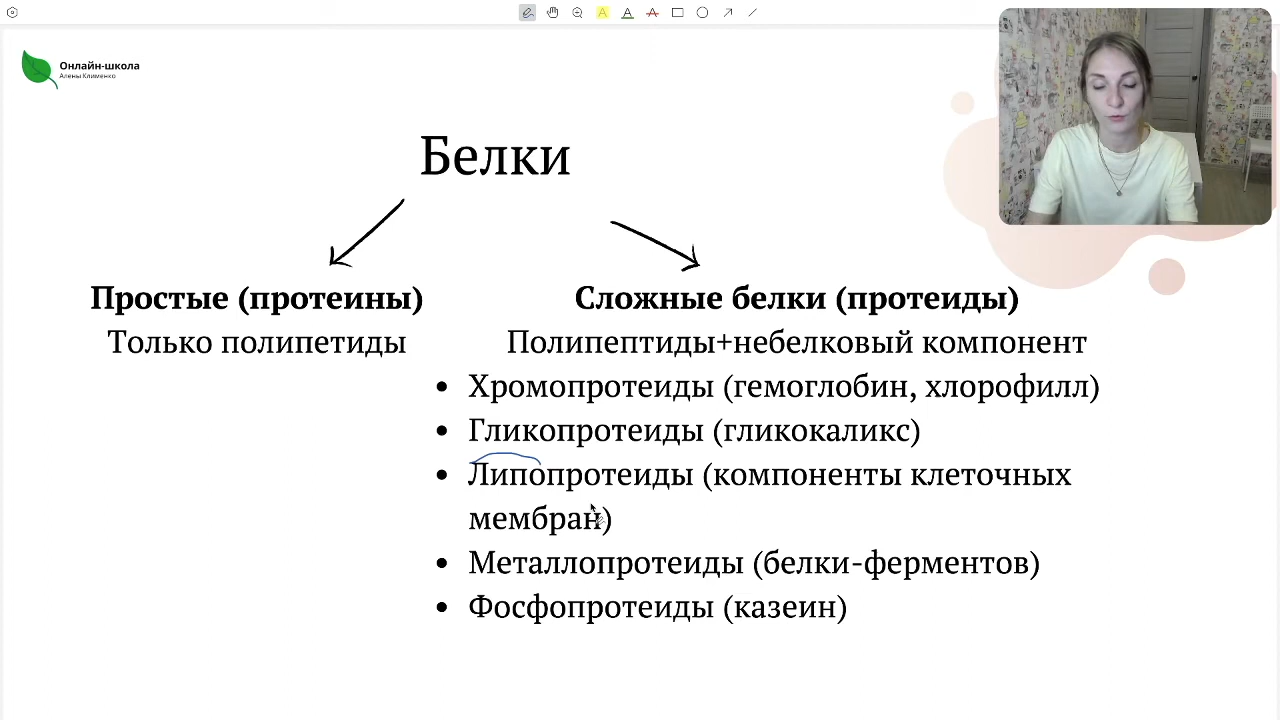 Онлайн-школа
Алены Клименко
Белки
Простые (протеины)
Только полипетиды
Сложные белки (протеиды)
Полипептиды+небелковый компонент
• Хромопротеиды (гемоглобин, хлорофилл)
• Гликопротеиды (гликокаликс)
• Липопротеиды (компоненты клеточных
мембран)
• Металлопротеиды (белки-ферментов)
• Фосфопротеиды (казеин)